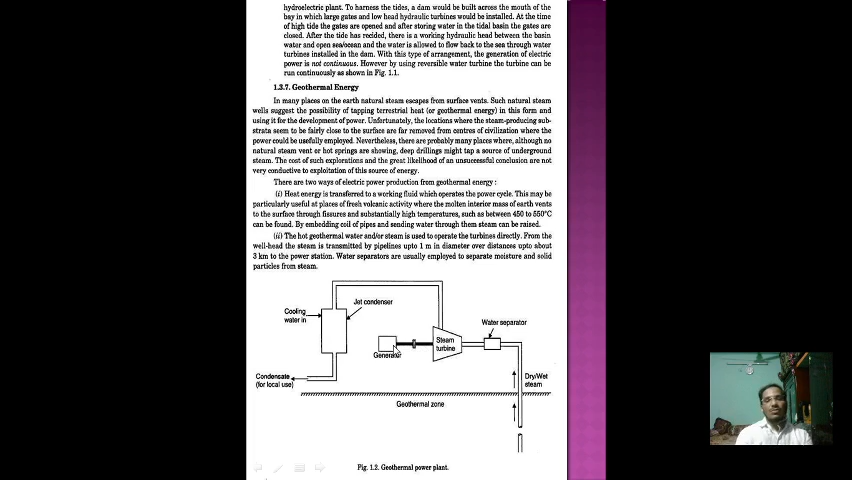 hydroelectric plant. To harness the tides, a dam would be built across the mouth of the
bay in which large gates and low head hydraulic turbines would be installed. At the time
of high tide the gates are opened and after storing water in the tidal basin the gates are
closed. After the tide has recided, there is a working hydraulic head between the basin
water and open sea/ocean and the water is allowed to flow back to the sea through water
turbines installed in the dam. With this type of arrangement, the generation of electric
power is not continuous. However by using reversible water turbine the turbine can be
run continuously as shown in Fig. 1.1.
1.3.7. Geothermal Energy
In many places on the earth natural steam escapes from surface vents. Such natural steam
wells suggest the possibility of tapping terrestrial heat (or geothermal energy) in this form and
using it for the development of power. Unfortunately, the locations where the steam-producing sub-
strata seem to be fairly close to the surface are far removed from centres of civilization where the
power could be usefully employed. Nevertheless, there are probably many places where, although no
natural steam vent or hot springs are showing, deep drillings might tap a source of underground
steam. The cost of such explorations and the great likelihood of an unsuccessful conclusion are not
very conductive to exploitation of this source of energy.
There are two ways of electric power production from geothermal energy :
(i) Heat energy is transferred to a working fluid which operates the power cycle. This may be
particularly useful at places of fresh volcanic activity where the molten interior mass of earth vents
to the surface through fissures and substantially high temperatures, such as between 450 to 550°C
can be found. By embedding coil of pipes and sending water through them steam can be raised.
(ii) The hot geothermal water and/or steam is used to operate the turbines directly. From the
well-head the steam is transmitted by pipelines upto 1 m in diameter over distances upto about
3 km to the power station. Water separators are usually employed to separate moisture and solid
particles from steam.
Cooling
water in
Jet condenser
Water separator
Steam
turbine
Generator
Condensate
(for local use)
Dry/Wet
steam
Geothermal zone
Fig. 1.2. Geothermal power plant.